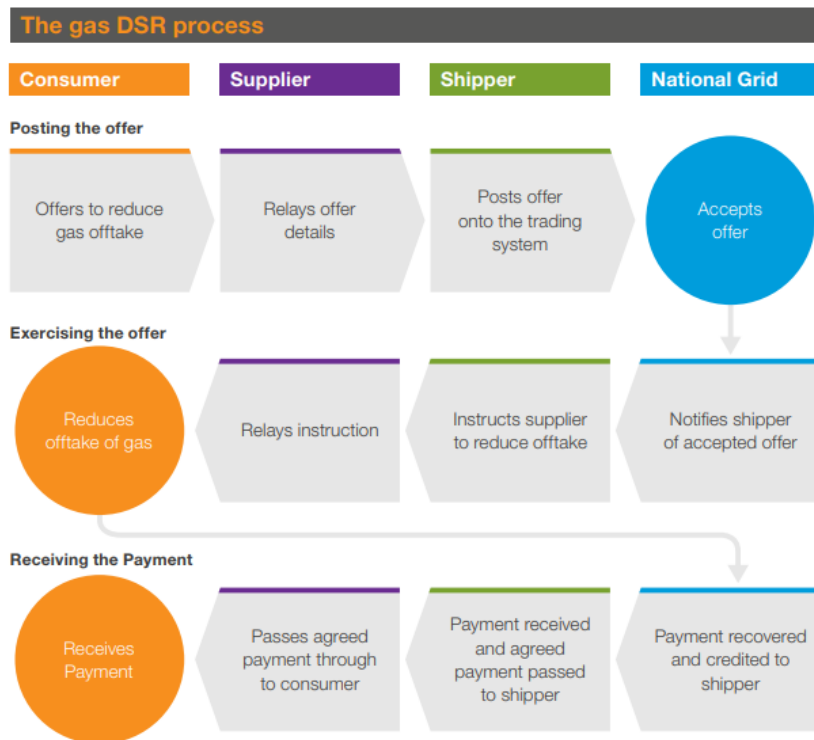 The gas DSR process
Consumer
Supplier
Shipper
National Grid
Posting the offer
Offers to reduce
gas offtake
Relays offer
details
Posts offer
onto the trading
system
Accepts
offer
Exercising the offer
Reduces
offtake of gas
Relays instruction
Instructs supplier
to reduce offtake
Notifies shipper
of accepted offer
Receiving the Payment
Receives
Payment
Passes agreed
payment through
to consumer
Payment received
and agreed
payment passed
to shipper
Payment recovered
and credited to
shipper